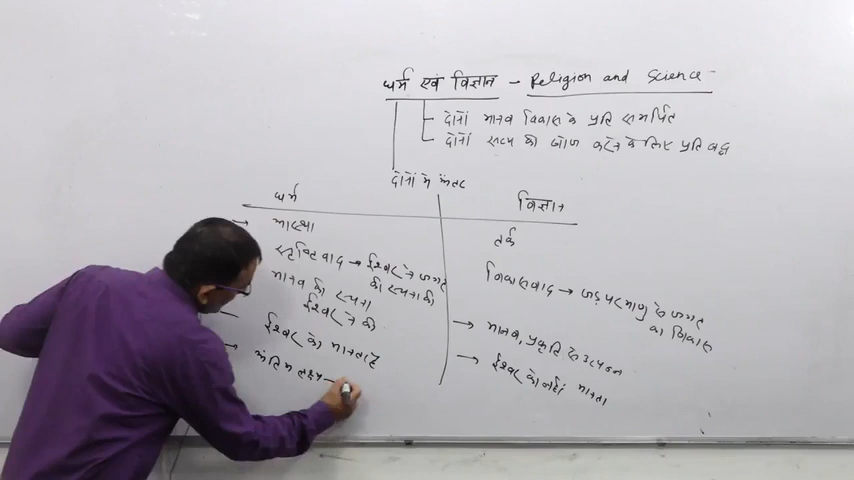 धर्म एवं विज्ञान - Religion and Science
दोनों मानव विकास के प्रति समर्पित
दोनों सत्य की खोज करने के लिए प्रतिबद्ध
दोनों में अंतर
धर्म
आस्था
सृष्टिवाद → ईश्वर ने जगत
की रचना की
मानव की रचना
ईश्वर ने की
ईश्वर को मानता है
अंतिम लक्ष्य -
विज्ञान
तर्क
विकासवाद → जड़ परमाणु से जगत
का विकास
→ मानव, प्रकृति से उत्पन्न
→ ईश्वर को नहीं मानता